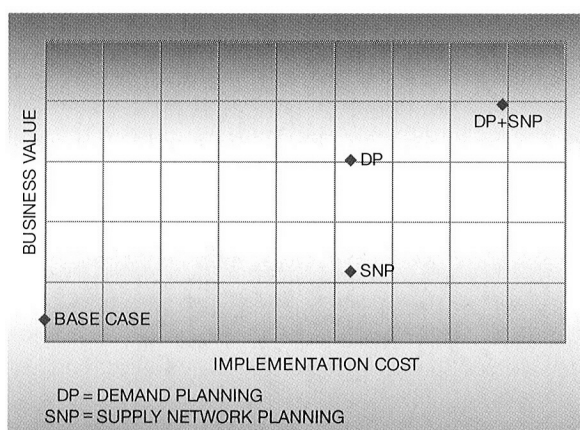 BUSINESS VALUE
DP+SNP
DP
SNP
BASE CASE
IMPLEMENTATION COST
DP = DEMAND PLANNING
SNP = SUPPLY NETWORK PLANNING